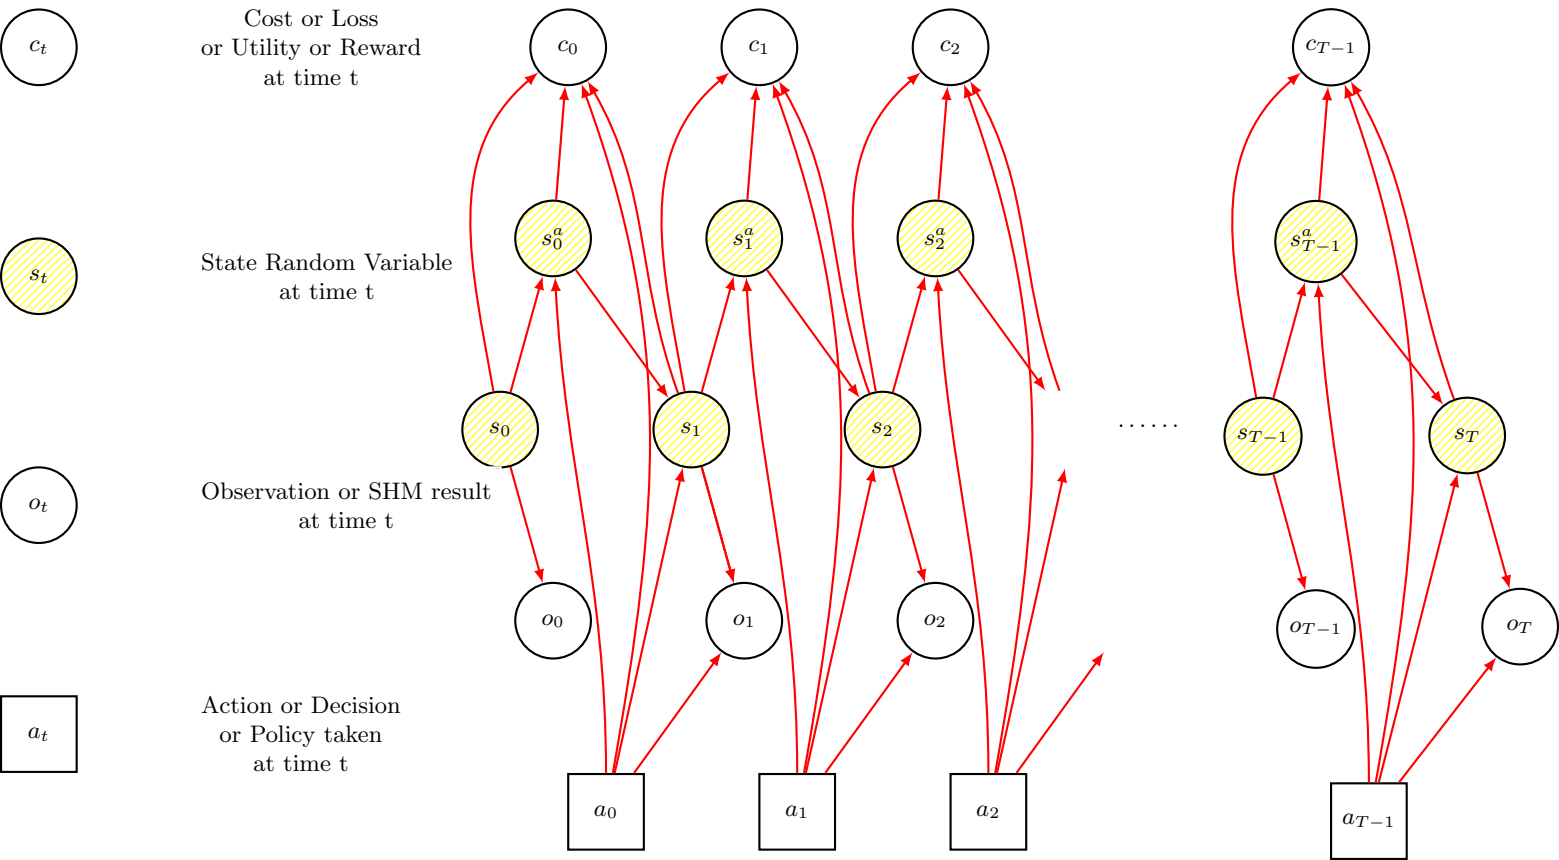 c_t
Cost or Loss
or Utility or Reward
at time t
c_0
c_1
c_2
c_{T-1}
s_t
State Random Variable
at time t
s_0^a
s_1^a
s_2^a
s_{T-1}^a
s_0
s_1
s_2
......
s_{T-1}
s_T
o_t
Observation or SHM result
at time t
o_0
o_1
o_2
o_{T-1}
o_T
a_t
Action or Decision
or Policy taken
at time t
a_0
a_1
a_2
a_{T-1}